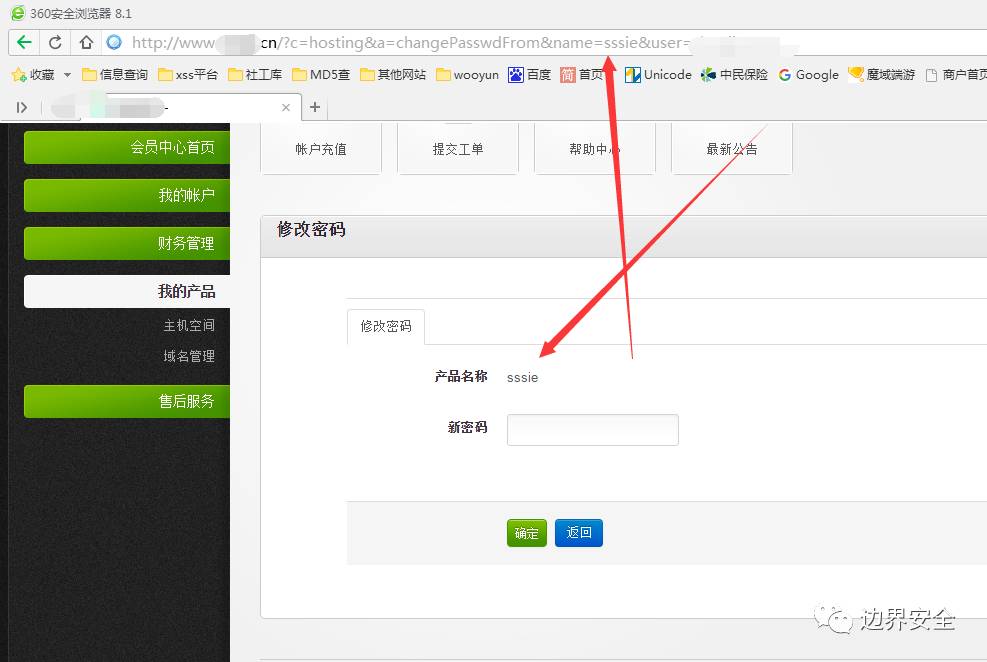 360安全浏览器 8.1
http://www cn/?c=hosting&a=changePasswdFrom&name=sssie&user=
收藏 信息查询 xss平台 社工库 MD5查 其他网站 wooyun 百度 简 首页 Unicode 中民保险 Google 魔域端游 商户首页
会员中心首页
我的帐户
财务管理
我的产品
主机空间
域名管理
售后服务
帐户充值 提交工单 帮助中心 最新公告
修改密码
修改密码
产品名称 sssie
新密码
确定 返回
边界安全